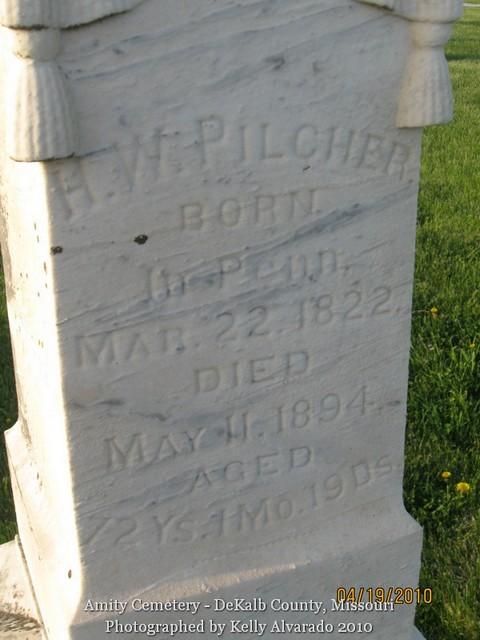 H. W. PILCHER
BORN
In Penn.
MAR. 22. 1822.
DIED
MAY 11. 1894.
AGED
72 YS. 1 MO. 19 DS.
04/19/2010
Amity Cemetery - DeKalb County, Missouri
Photographed by Kelly Alvarado 2010